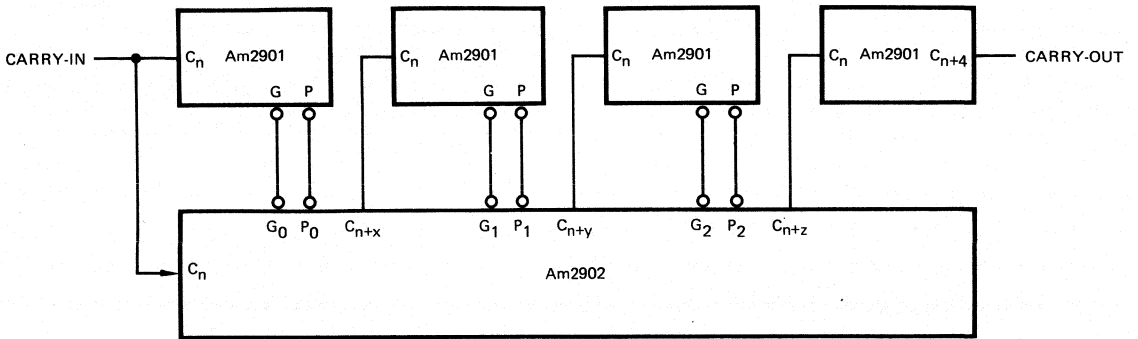 CARRY-IN
Cn Am2901
G P
Cn Am2901
G P
Cn Am2901
G P
Cn Am2901 Cn+4
CARRY-OUT
G0 P0 Cn+x G1 P1 Cn+y G2 P2 Cn+z
Cn
Am2902